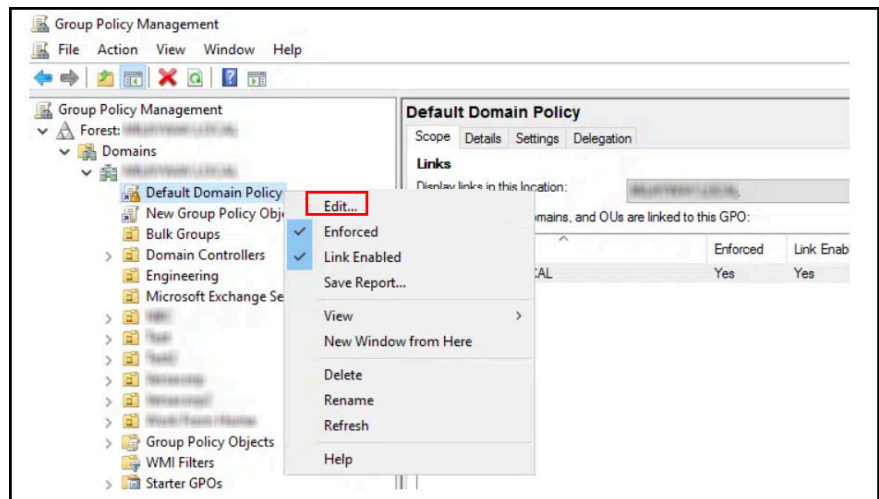 Group Policy Management
File Action View Window Help
Group Policy Management
Forest:
Domains
Default Domain Policy
New Group Policy Obj
Bulk Groups
Domain Controllers
Engineering
Microsoft Exchange Se
Group Policy Objects
WMI Filters
Starter GPOs
Edit...
Enforced
Link Enabled
Save Report...
View
New Window from Here
Delete
Rename
Refresh
Help
Default Domain Policy
Scope Details Settings Delegation
Links
Display links in this location:
omains, and OUs are linked to this GPO:
Enforced Link Enab
CAL Yes Yes